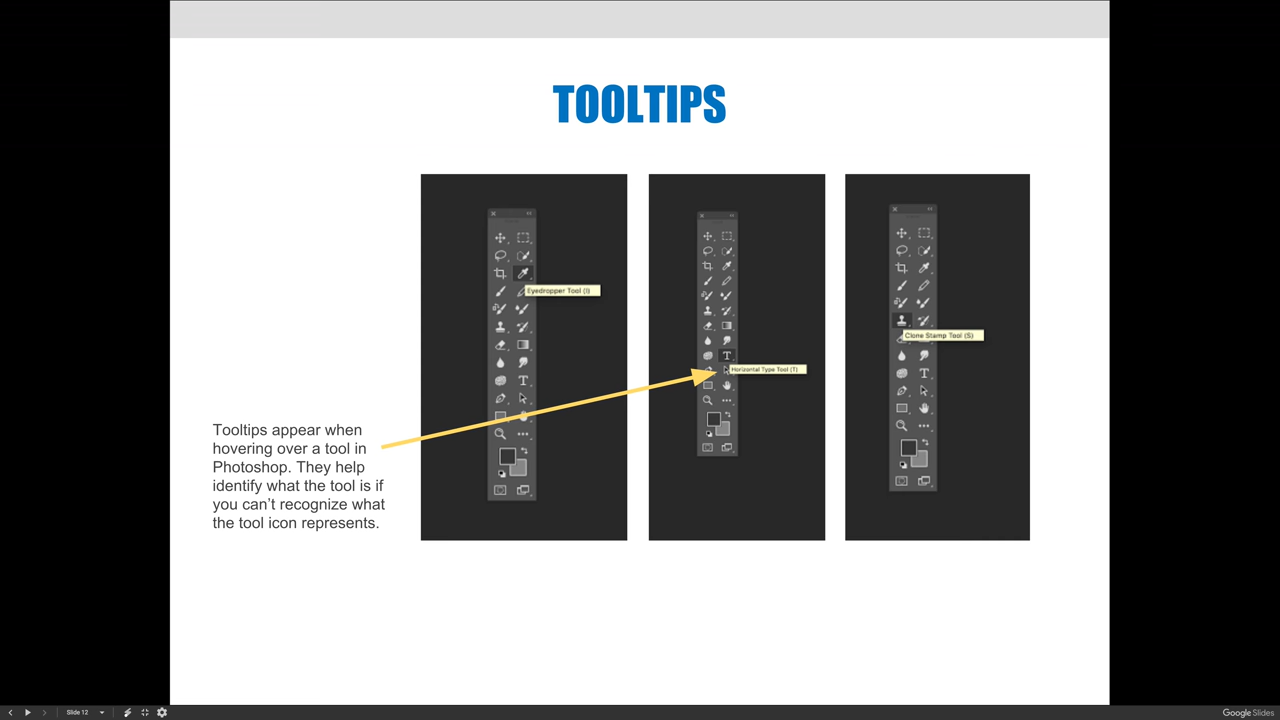 TOOLTIPS
Eyedropper Tool (I)
Horizontal Type Tool (T)
Clone Stamp Tool (S)
Tooltips appear when
hovering over a tool in
Photoshop. They help
identify what the tool is if
you can't recognize what
the tool icon represents.
Slide 12
Google Slides